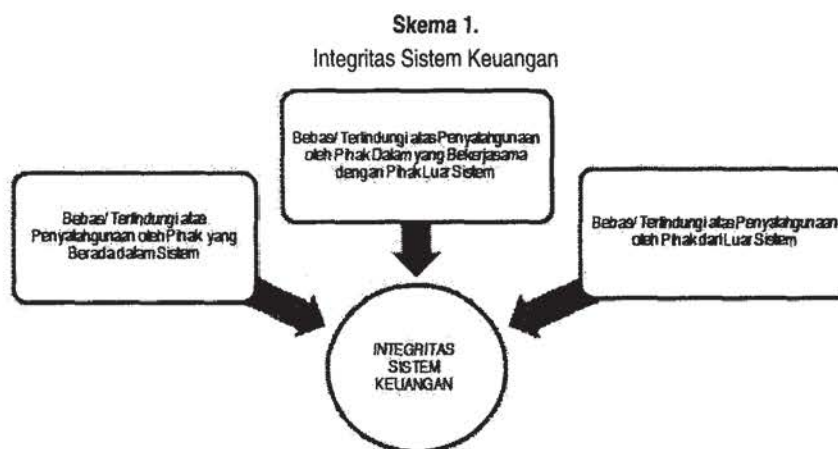 Skema 1.
Integritas Sistem Keuangan
Bebas/ Terlindungi atas Penyalahgunaan
oleh Pihak Dalam yang Bekerjasama
dengan Pihak Luar Sistem
Bebas/ Terlindungi atas
Penyalahgunaan oleh Pihak yang
Berada dalam Sistem
Bebas/ Terlindungi atas Penyalahgunaan
oleh Pihak dari Luar Sistem
INTEGRITAS
SISTEM
KEUANGAN